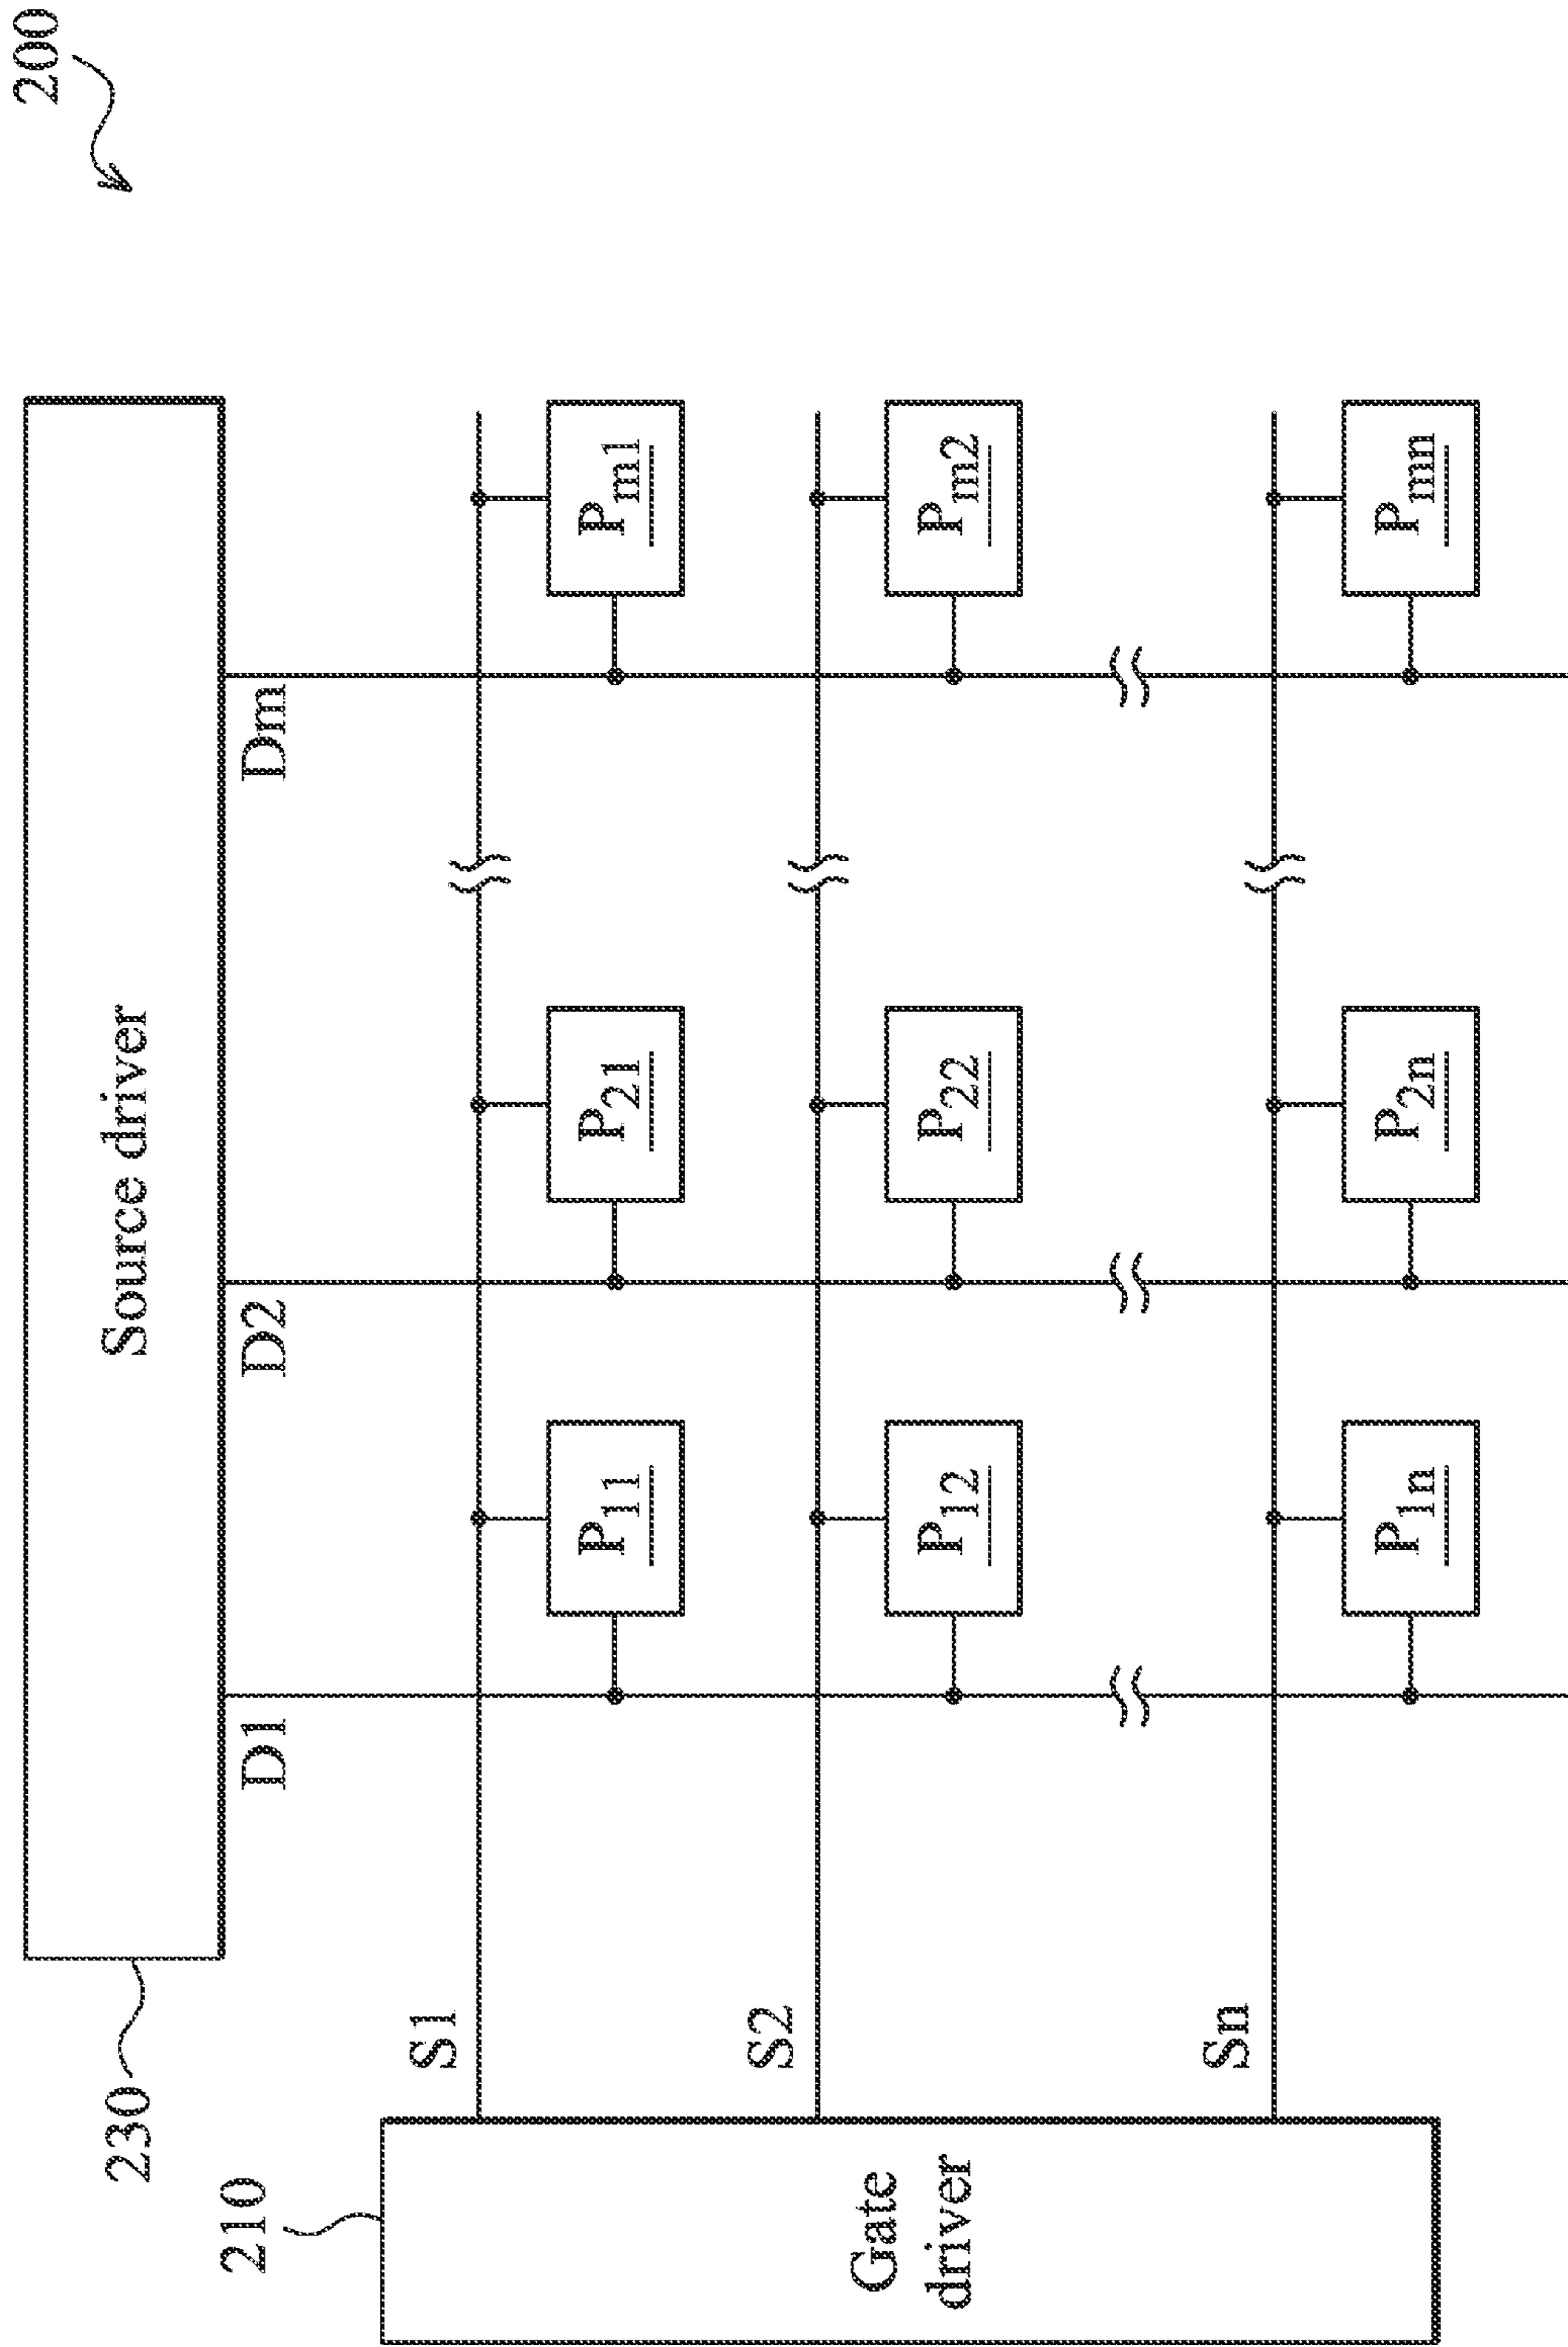 200
230
Source driver
D1
D2
Dm
210
Gate
driver
S1
P11
P21
Pm1
S2
P12
P22
Pm2
Sn
P1n
P2n
Pmn